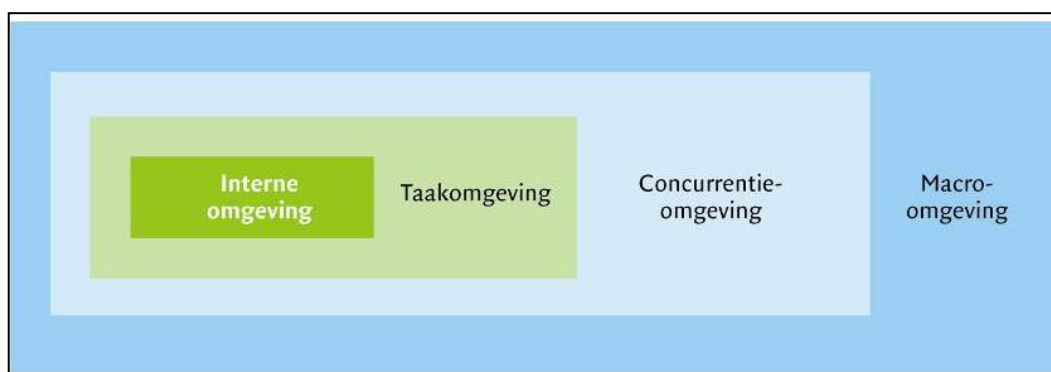 Interne
omgeving
Taakomgeving
Concurrentie-
omgeving
Macro-
omgeving